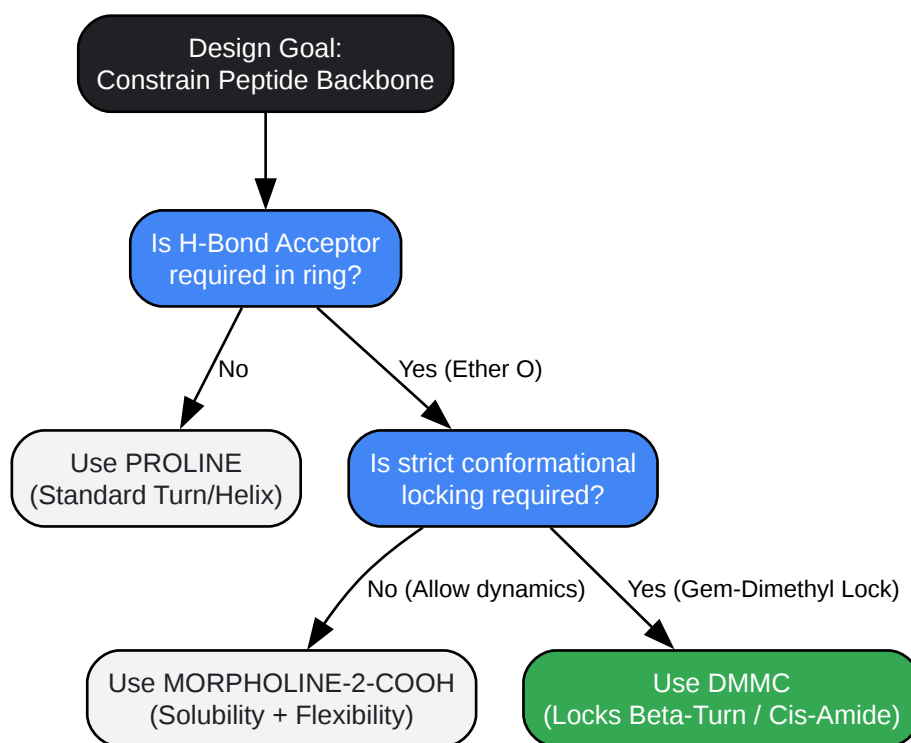 Design Goal:
Constrain Peptide Backbone
Is H-Bond Acceptor
required in ring?
No
Yes (Ether O)
Use PROLINE
(Standard Turn/Helix)
Is strict conformational
locking required?
No (Allow dynamics)
Yes (Gem-Dimethyl Lock)
Use MORPHOLINE-2-COOH
(Solubility + Flexibility)
Use DMMC
(Locks Beta-Turn / Cis-Amide)